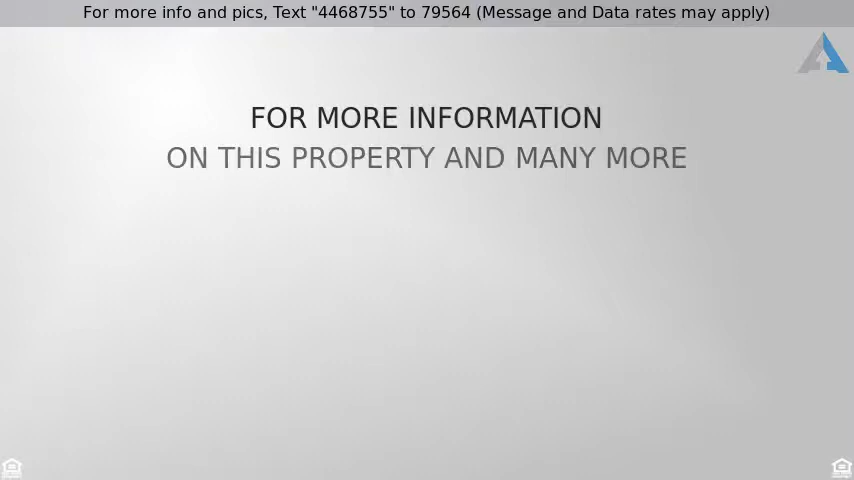 For more info and pics, Text "4468755" to 79564 (Message and Data rates may apply)
FOR MORE INFORMATION
ON THIS PROPERTY AND MANY MORE